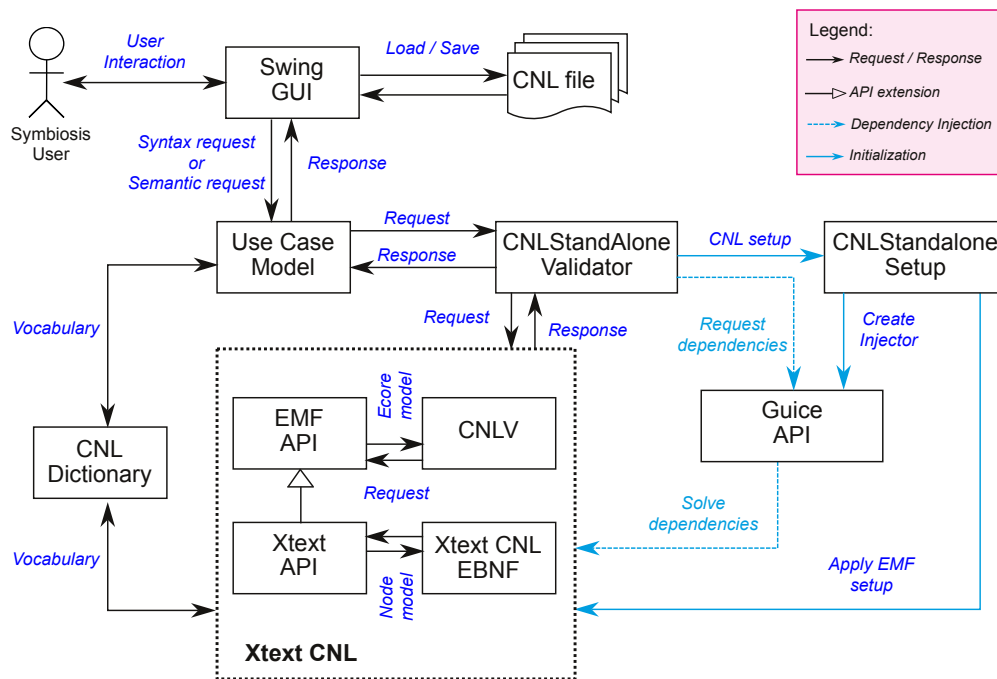 User
Interaction
Load / Save
Swing
GUI
CNL file
Legend:
Request / Response
API extension
Dependency Injection
Initialization
Symbiosis
User
Syntax request
or
Semantic request
Response
Use Case
Model
Request
Response
CNLStandAlone
Validator
CNL setup
CNLStandalone
Setup
Vocabulary
Request
Response
Request
dependencies
Create
Injector
EMF
API
Ecore
model
CNLV
Guice
API
CNL
Dictionary
Request
Solve
dependencies
Xtext
API
Xtext CNL
EBNF
Vocabulary
Node
model
Apply EMF
setup
Xtext CNL